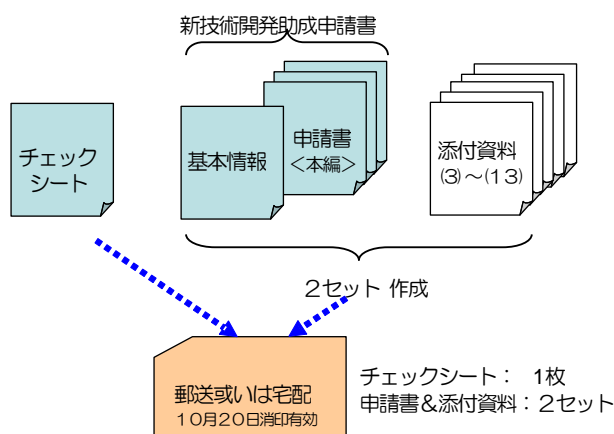 新技術開発助成申請書
チェック
シート
基本情報
申請書
＜本編＞
添付資料
(3)～(13)
２セット 作成
郵送或いは宅配
１０月２０日消印有効
チェックシート： 1枚
申請書＆添付資料：２セット